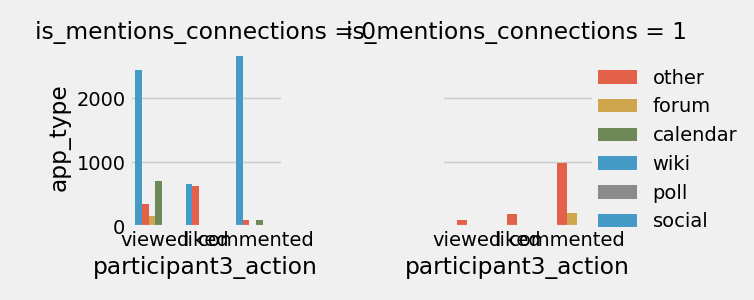 is_mentions_connections = 0
is_mentions_connections = 1
app_type
2000
1000
0
viewed
liked
commented
viewed
liked
commented
participant3_action
participant3_action
other
forum
calendar
wiki
poll
social